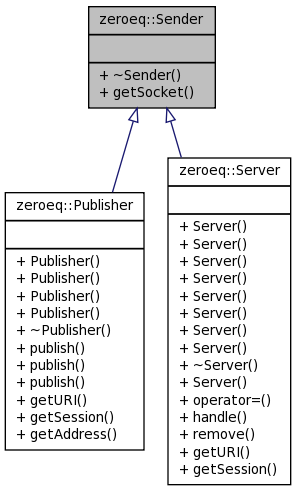 zeroeq::Sender
+ ~Sender()
+ getSocket()
zeroeq::Publisher
+ Publisher()
+ Publisher()
+ Publisher()
+ Publisher()
+ ~Publisher()
+ publish()
+ publish()
+ publish()
+ getURI()
+ getSession()
+ getAddress()
zeroeq::Server
+ Server()
+ Server()
+ Server()
+ Server()
+ Server()
+ Server()
+ Server()
+ Server()
+ ~Server()
+ Server()
+ operator=()
+ handle()
+ remove()
+ getURI()
+ getSession()